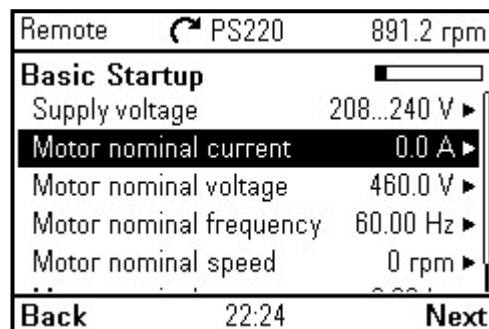 Remote PS220 891.2 rpm
Basic Startup
Supply voltage 208...240 V
Motor nominal current 0.0 A
Motor nominal voltage 460.0 V
Motor nominal frequency 60.00 Hz
Motor nominal speed 0 rpm
Back 22:24 Next